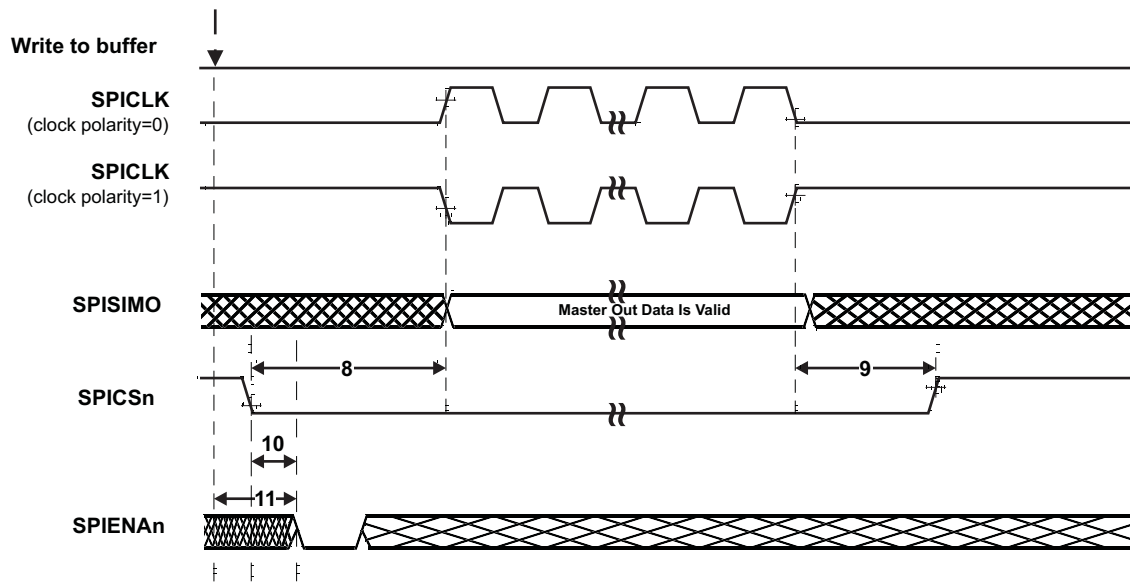 Write to buffer
SPICLK
(clock polarity=0)
SPICLK
(clock polarity=1)
SPISIMO
Master Out Data Is Valid
8
9
SPICSn
10
11
SPIENAn